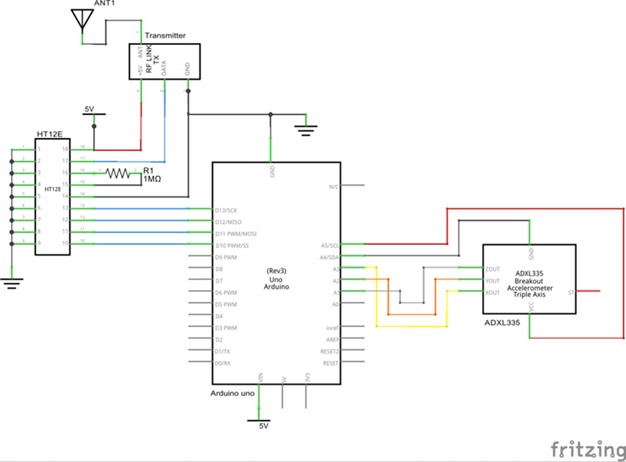 ANT1
Transmitter
ANT
RF LINK
TX
+5V
DATA
GND
5V
HT12E
HT12E
1
2
3
4
5
6
7
8
9
18
17
16
15
14
13
12
11
10
R1
1MΩ
GND
N/C
D13/SCK
D12/MISO
D11 PWM/MOSI
D10 PWM/SS
D9 PWM
D8
D7
D6 PWM
D5 PWM
D4
D3 PWM
D2
D1/TX
D0/RX
(Rev3)
Uno
Arduino
A5/SCL
A4/SDA
A3
A2
A1
A0
ioref
AREF
RESET2
RESET
VIN
5V
3V3
Arduino uno
5V
GND
ZOUT
YOUT
XOUT
ADXL335
Breakout
Accelerometer
Triple Axis
ST
VCC
ADXL335
fritzing